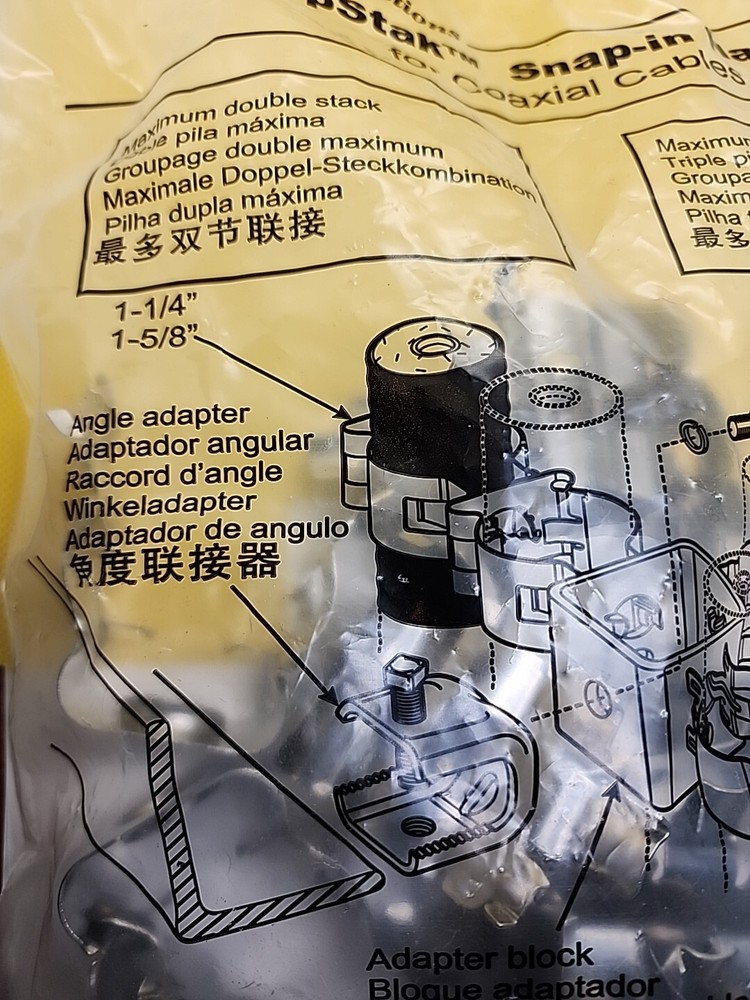 Snap-in
for Coaxial Cables
Maximum double stack
pila máxima
Groupage double maximum
Maximale Doppel-Steckkombination
Pilha dupla máxima
最多双节联接
Maximum
Triple
Pilha
最多
1-1/4”
1-5/8”
Angle adapter
Adaptador angular
Raccord d’angle
Winkeladapter
Adaptador de angulo
角度联接器
Adapter block
Bloque adaptador